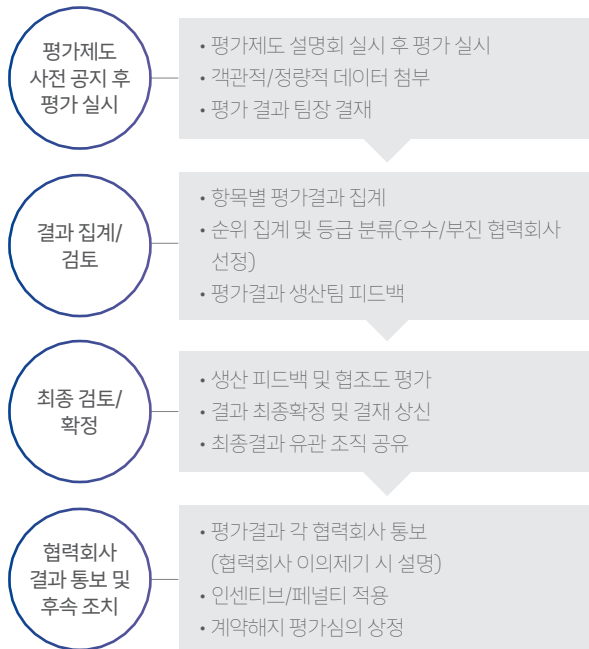 평가제도
사전 공지 후
평가 실시
• 평가제도 설명회 실시 후 평가 실시
• 객관적/정량적 데이터 첨부
• 평가 결과 팀장 결재
결과 집계/
검토
• 항목별 평가결과 집계
• 순위 집계 및 등급 분류(우수/부진 협력회사
선정)
• 평가결과 생산팀 피드백
최종 검토/
확정
• 생산 피드백 및 협조도 평가
• 결과 최종확정 및 결재 상신
• 최종결과 유관 조직 공유
협력회사
결과 통보 및
후속 조치
• 평가결과 각 협력회사 통보
(협력회사 이의제기 시 설명)
• 인센티브/페널티 적용
• 계약해지 평가심의 상정